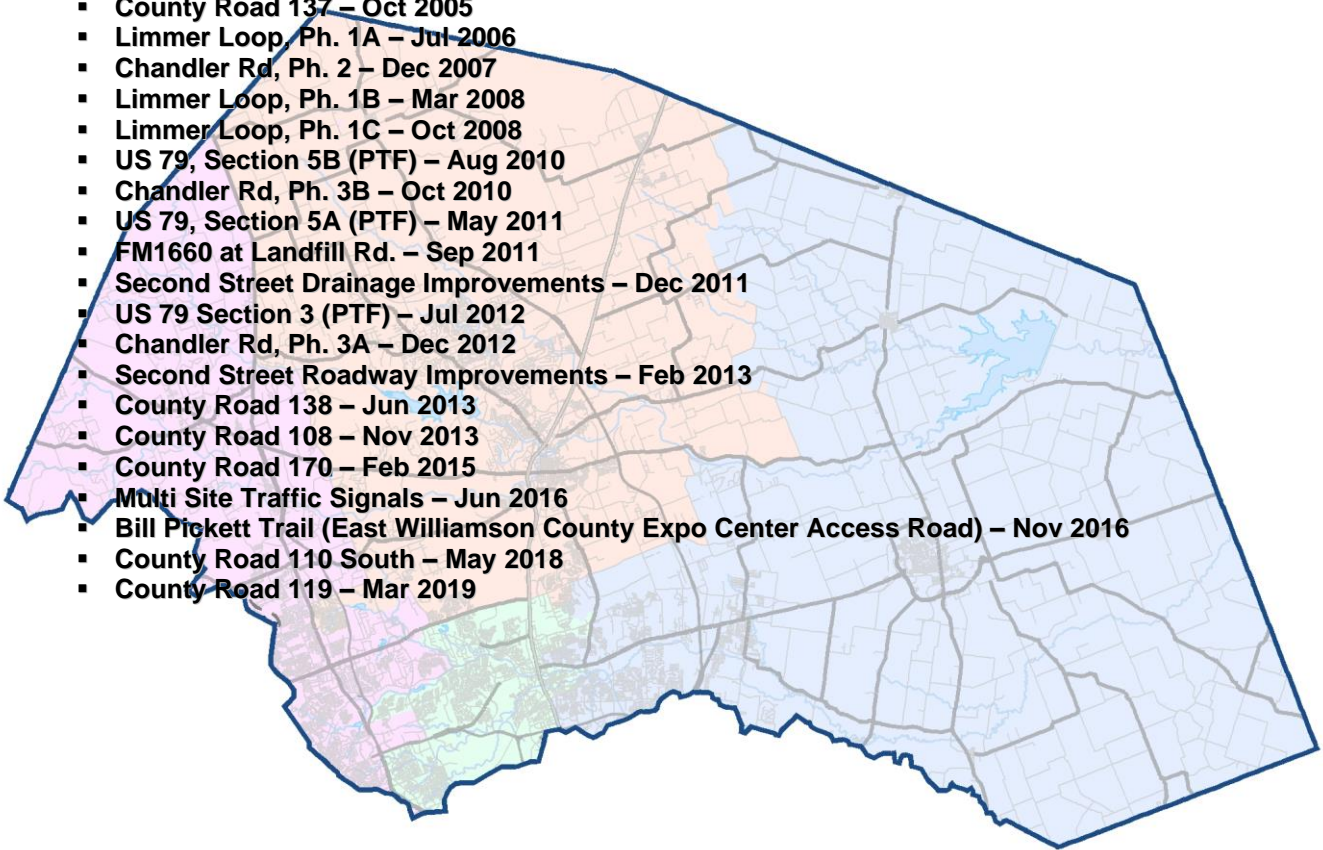 ▪ County Road 137 – Oct 2005
▪ Limmer Loop, Ph. 1A – Jul 2006
▪ Chandler Rd, Ph. 2 – Dec 2007
▪ Limmer Loop, Ph. 1B – Mar 2008
▪ Limmer Loop, Ph. 1C – Oct 2008
▪ US 79, Section 5B (PTF) – Aug 2010
▪ Chandler Rd, Ph. 3B – Oct 2010
▪ US 79, Section 5A (PTF) – May 2011
▪ FM1660 at Landfill Rd. – Sep 2011
▪ Second Street Drainage Improvements – Dec 2011
▪ US 79 Section 3 (PTF) – Jul 2012
▪ Chandler Rd, Ph. 3A – Dec 2012
▪ Second Street Roadway Improvements – Feb 2013
▪ County Road 138 – Jun 2013
▪ County Road 108 – Nov 2013
▪ County Road 170 – Feb 2015
▪ Multi Site Traffic Signals – Jun 2016
▪ Bill Pickett Trail (East Williamson County Expo Center Access Road) – Nov 2016
▪ County Road 110 South – May 2018
▪ County Road 119 – Mar 2019